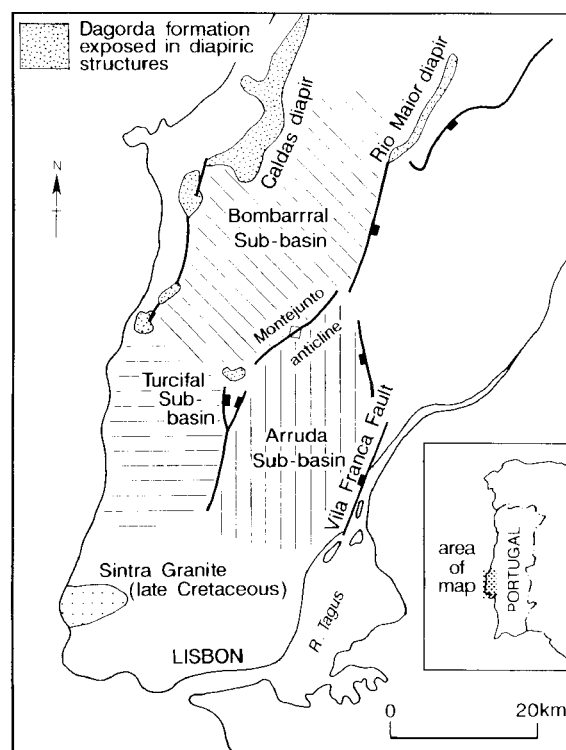 Dagorda formation
exposed in diapiric
structures
N
Caldas diapir
Rio Maior diapir
Bombarrral
Sub-basin
Montejunto
anticline
Turcifal
Sub-
basin
Arruda
Sub-basin
Vila Franca Fault
Sintra Granite
(late Cretaceous)
LISBON
R. Tagus
area
of
map
PORTUGAL
0 20km